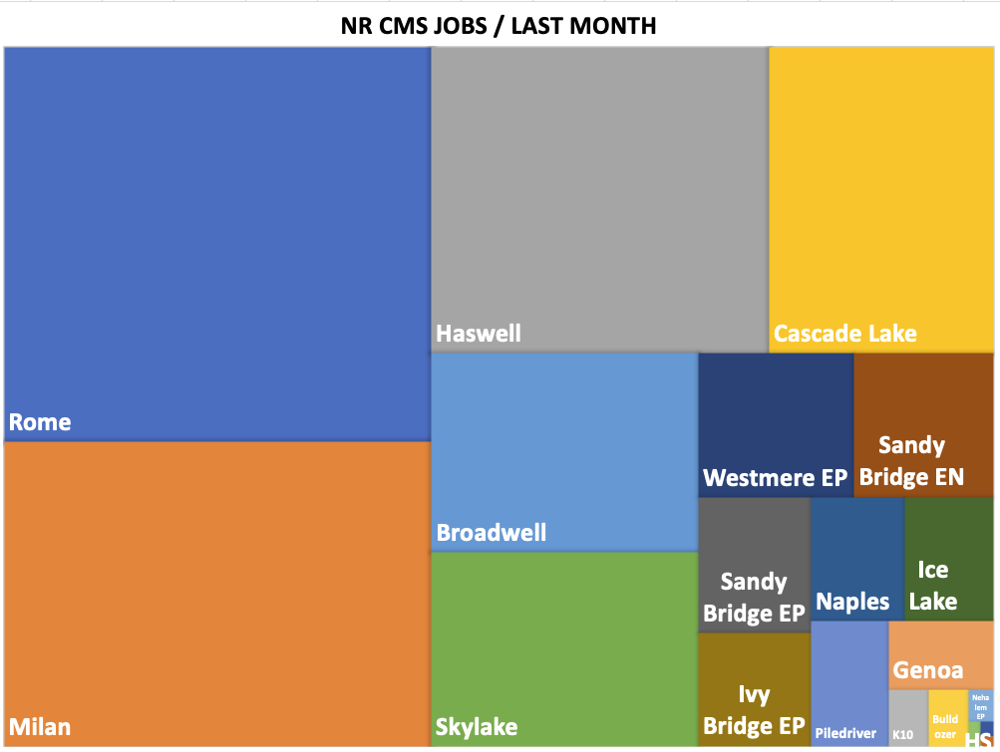 NR CMS JOBS / LAST MONTH
Rome
Milan
Haswell
Cascade Lake
Broadwell
Skylake
Westmere EP
Sandy
Bridge EN
Sandy
Bridge EP
Naples
Ice
Lake
Ivy
Bridge EP
Piledriver
Genoa
K10
Bulld
ozer
Neha
lem
EP
HS